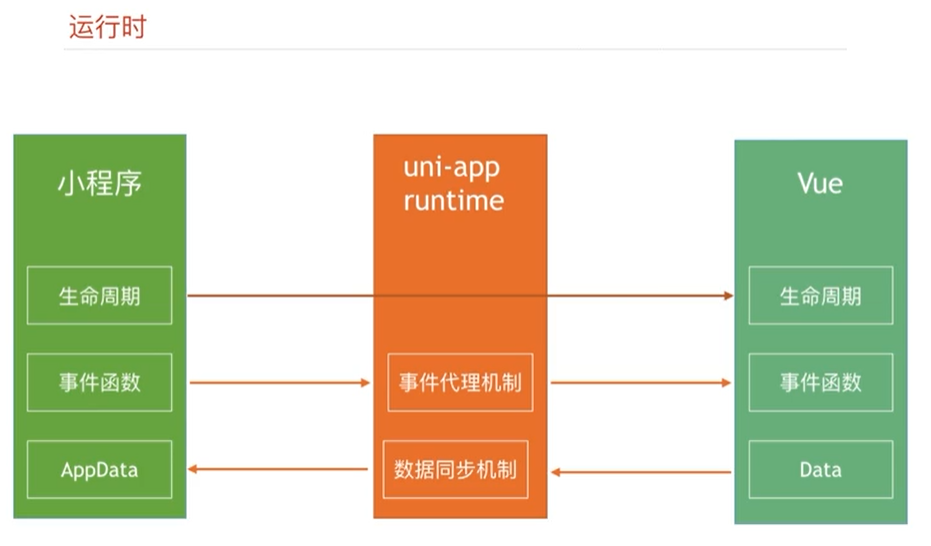 运行时
小程序
生命周期
事件函数
AppData
uni-app
runtime
事件代理机制
数据同步机制
Vue
生命周期
事件函数
Data